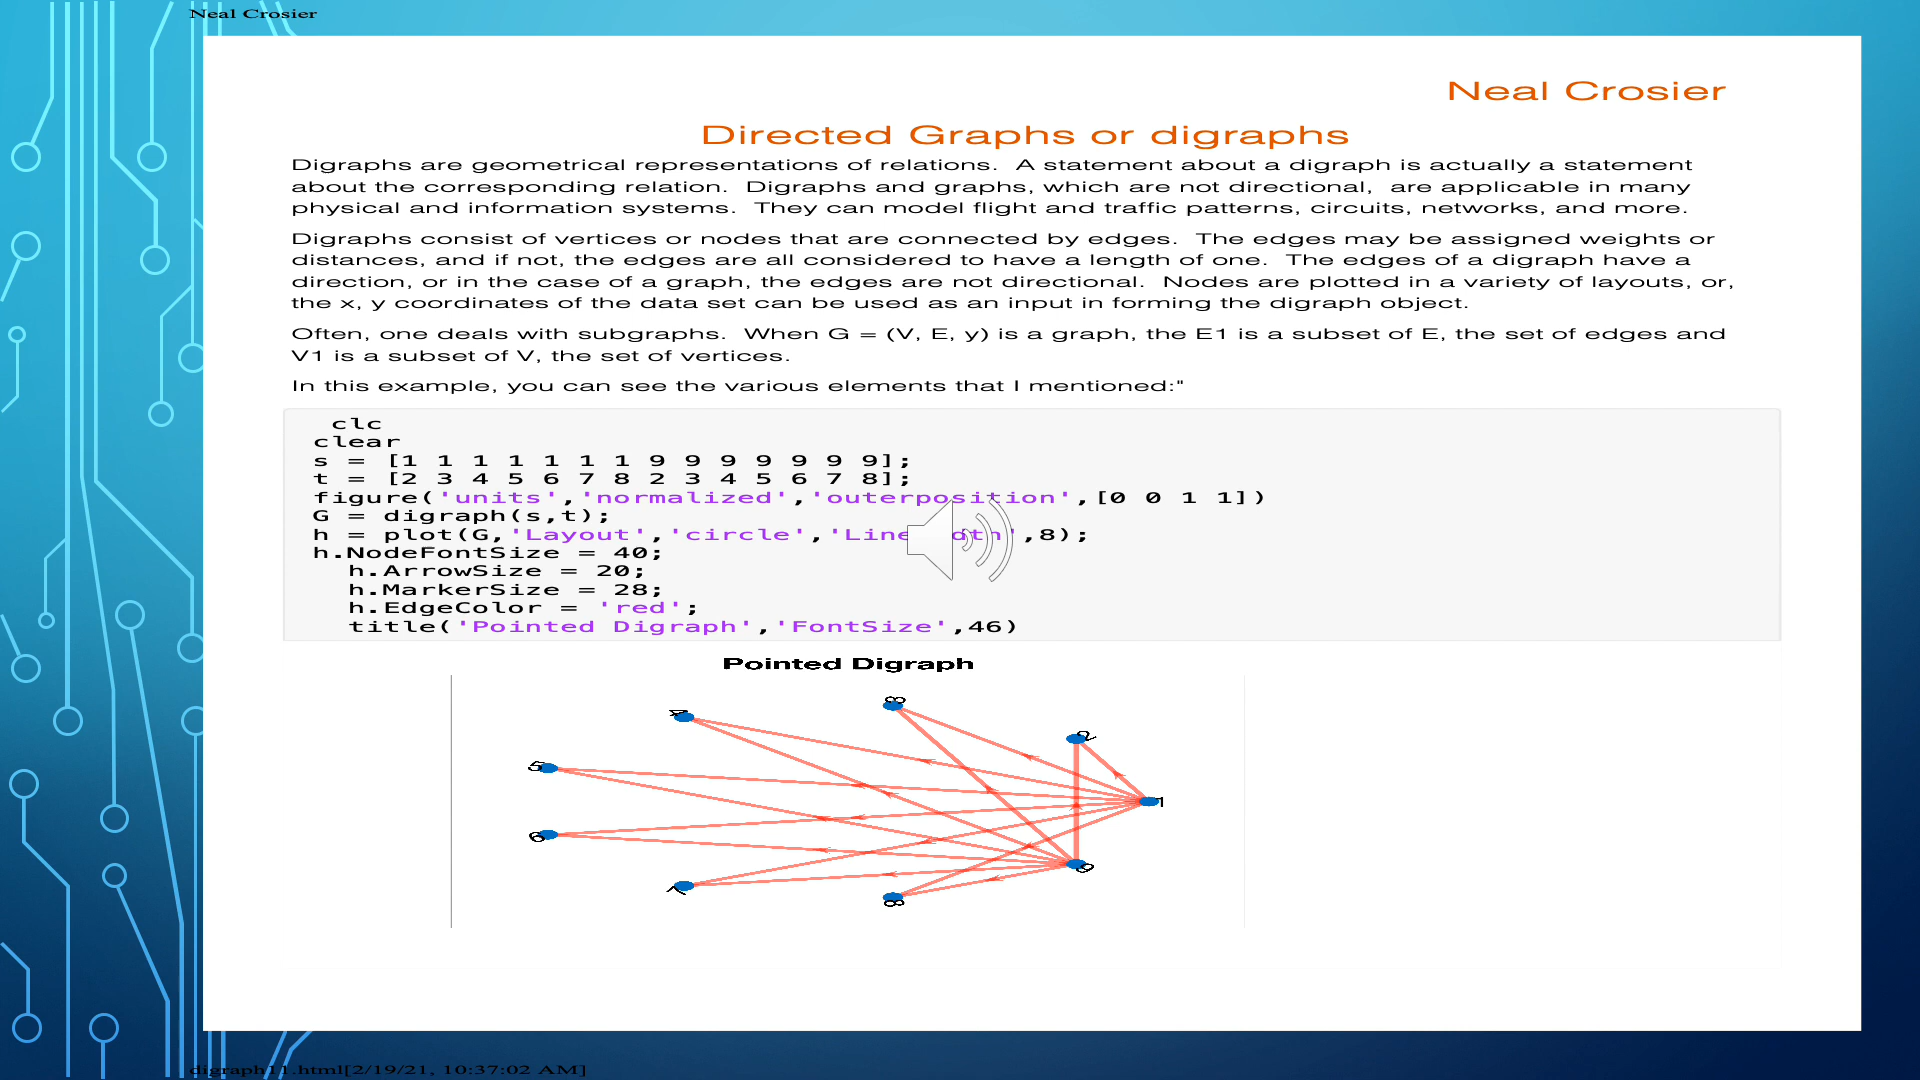 Neal Crosier
Neal Crosier
Directed Graphs or digraphs
Digraphs are geometrical representations of relations.  A statement about a digraph is actually a statement
about the corresponding relation.  Digraphs and graphs, which are not directional,  are applicable in many
physical and information systems.  They can model flight and traffic patterns, circuits, networks, and more.
Digraphs consist of vertices or nodes that are connected by edges.  The edges may be assigned weights or
distances, and if not, the edges are all considered to have a length of one.  The edges of a digraph have a
direction, or in the case of a graph, the edges are not directional.  Nodes are plotted in a variety of layouts, or,
the x, y coordinates of the data set can be used as an input in forming the digraph object.
Often, one deals with subgraphs.  When G = (V, E, y) is a graph, the E1 is a subset of E, the set of edges and
V1 is a subset of V, the set of vertices.
In this example, you can see the various elements that I mentioned:"
clc
clear
s = [1 1 1 1 1 1 1 9 9 9 9 9 9 9];
t = [2 3 4 5 6 7 8 2 3 4 5 6 7 8];
figure('units','normalized','outerposition',[0 0 1 1])
G = digraph(s,t);
h = plot(G,'Layout','circle','LineWidth',8);
h.NodeFontSize = 40;
h.ArrowSize = 20;
h.MarkerSize = 28;
h.EdgeColor = 'red';
title('Pointed Digraph','FontSize',46)
Pointed Digraph
3
4
2
5
1
6
9
7
8
digraph11.html[2/19/21, 10:37:02 AM]